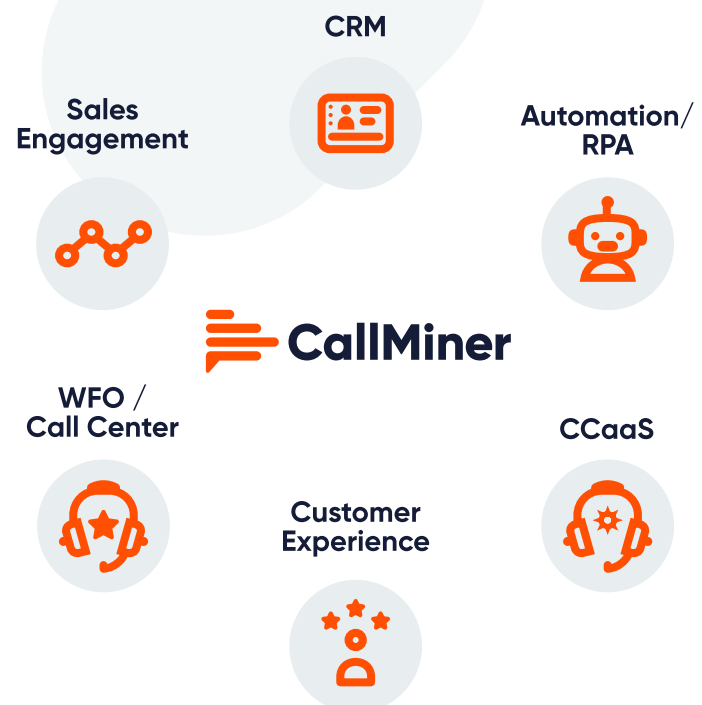 CRM
Sales
Engagement
Automation/
RPA
CallMiner
WFO /
Call Center
CCaaS
Customer
Experience